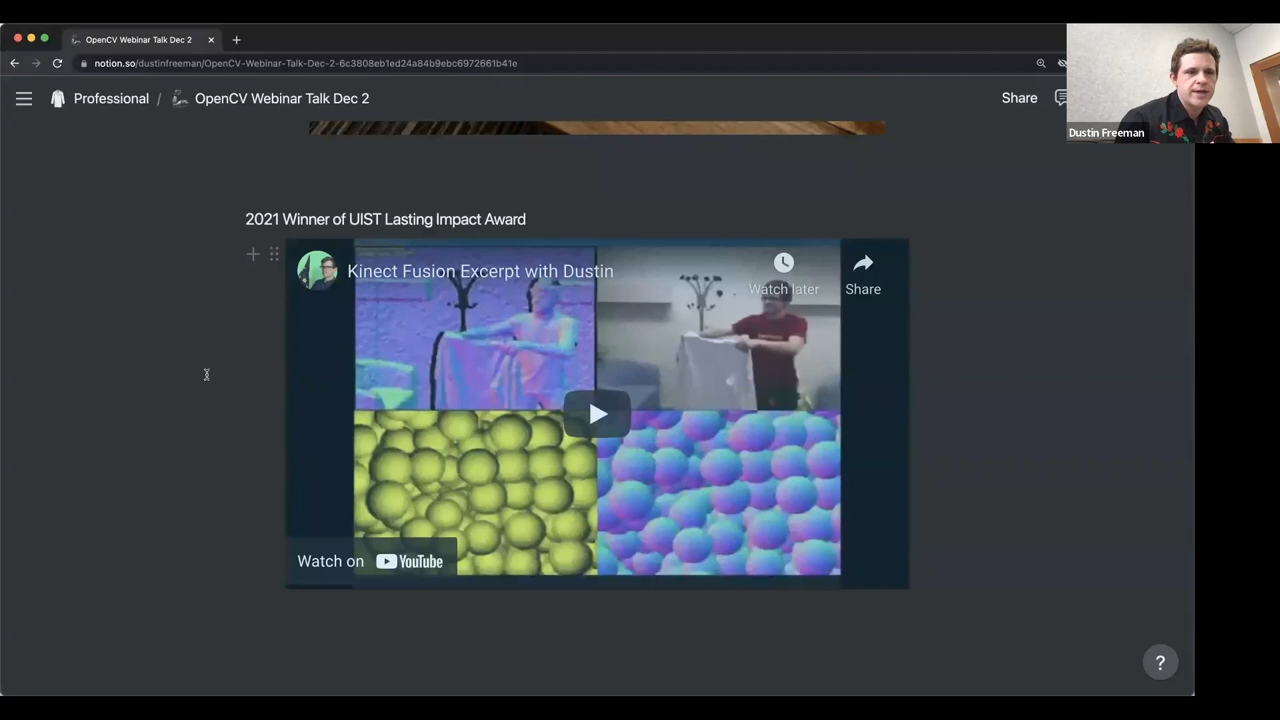 OpenCV Webinar Talk Dec 2
notion.so/dustinfreeman/OpenCV-Webinar-Talk-Dec-2-6c3808eb1ed24a84b9ebc6972661b41e
Professional / OpenCV Webinar Talk Dec 2
Share
Dustin Freeman
2021 Winner of UIST Lasting Impact Award
Kinect Fusion Excerpt with Dustin
Watch later
Share
Watch on YouTube
?